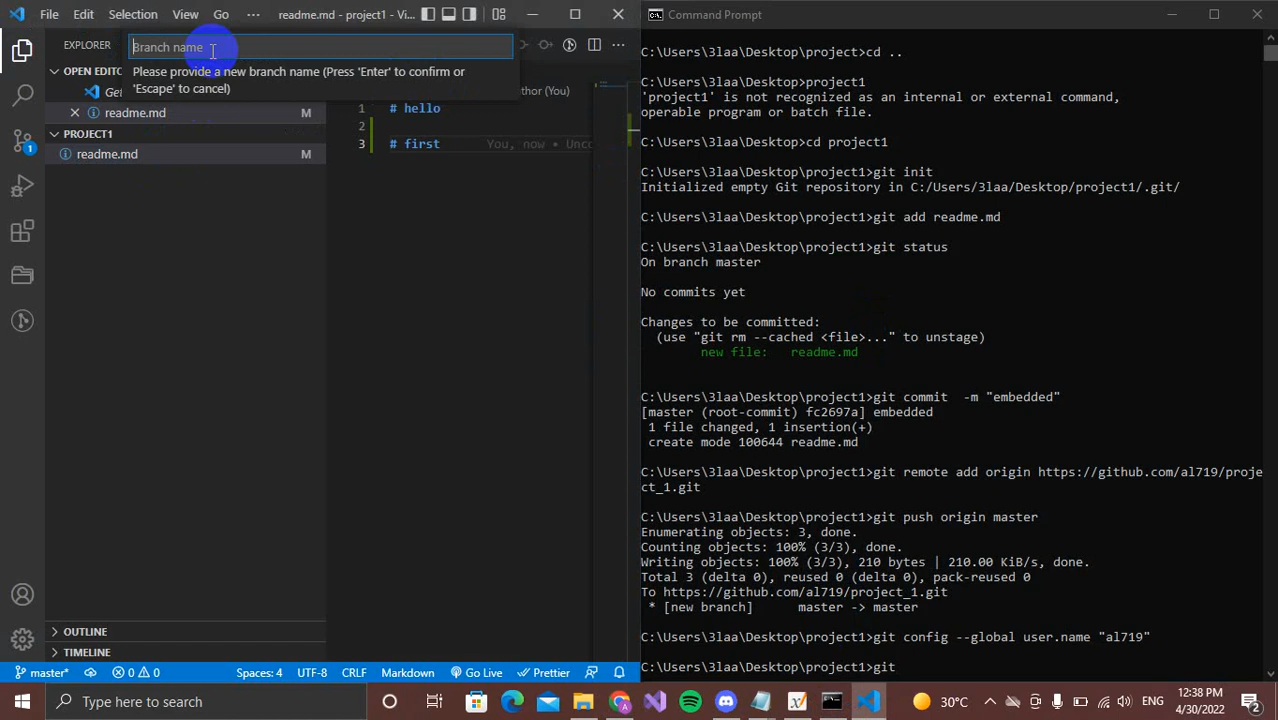 File Edit Selection View Go ··· readme.md - project1 - Vi...
EXPLORER
Branch name
Please provide a new branch name (Press 'Enter' to confirm or
'Escape' to cancel)
OPEN EDITO
Get
readme.md M
PROJECT1
readme.md M
thor (You)
1 # hello
2
3 # first You, now • Unco
1
OUTLINE
TIMELINE
master* 0 0 Spaces: 4 UTF-8 CRLF Markdown Go Live Prettier
Command Prompt
C:\Users\3laa\Desktop\project>cd ..
C:\Users\3laa\Desktop>project1
'project1' is not recognized as an internal or external command,
operable program or batch file.
C:\Users\3laa\Desktop>cd project1
C:\Users\3laa\Desktop\project1>git init
Initialized empty Git repository in C:/Users/3laa/Desktop/project1/.git/
C:\Users\3laa\Desktop\project1>git add readme.md
C:\Users\3laa\Desktop\project1>git status
On branch master
No commits yet
Changes to be committed:
(use "git rm --cached <file>..." to unstage)
new file: readme.md
C:\Users\3laa\Desktop\project1>git commit -m "embedded"
[master (root-commit) fc2697a] embedded
1 file changed, 1 insertion(+)
create mode 100644 readme.md
C:\Users\3laa\Desktop\project1>git remote add origin https://github.com/al719/proje
ct_1.git
C:\Users\3laa\Desktop\project1>git push origin master
Enumerating objects: 3, done.
Counting objects: 100% (3/3), done.
Writing objects: 100% (3/3), 210 bytes | 210.00 KiB/s, done.
Total 3 (delta 0), reused 0 (delta 0), pack-reused 0
To https://github.com/al719/project_1.git
* [new branch] master -> master
C:\Users\3laa\Desktop\project1>git config --global user.name "al719"
C:\Users\3laa\Desktop\project1>git
Type here to search
30°C ENG 12:38 PM
4/30/2022 2